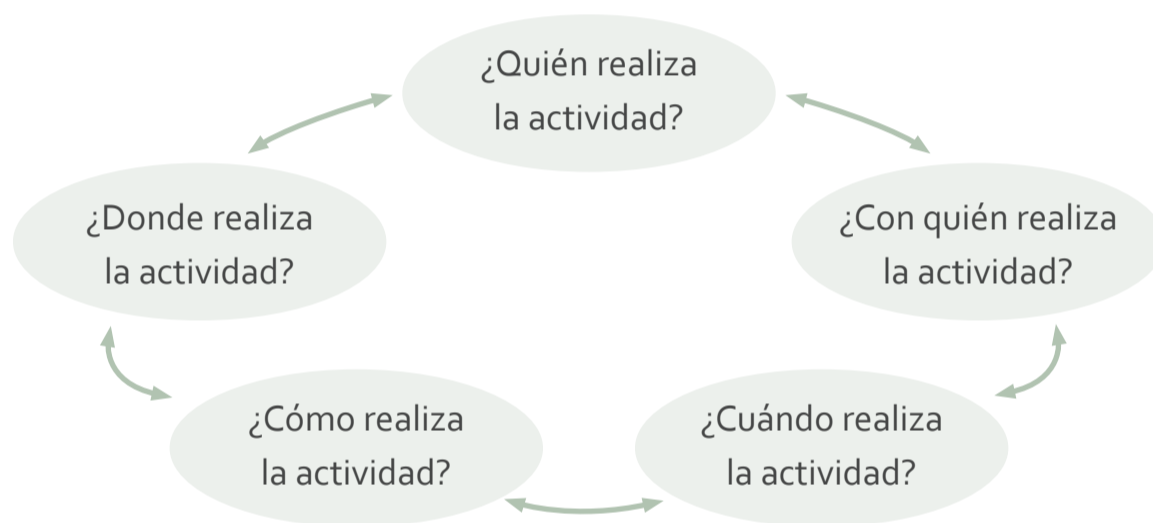 ¿Quién realiza
la actividad?
¿Donde realiza
la actividad?
¿Con quién realiza
la actividad?
¿Cómo realiza
la actividad?
¿Cuándo realiza
la actividad?